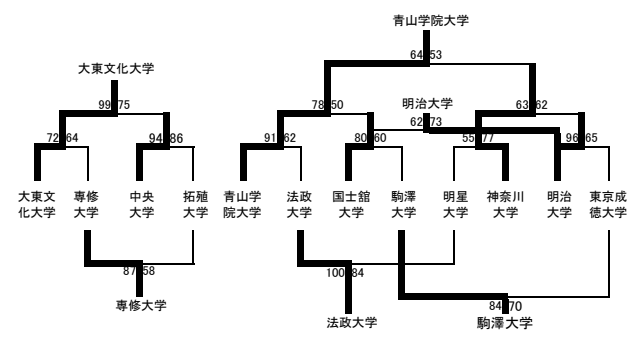 青山学院大学
64 53
大東文化大学
99 75
78 50
明治大学
63 62
62 73
72 64
94 86
91 62
80 60
55 77
96 65
大東文
化大学
専修
大学
中央
大学
拓殖
大学
青山学
院大学
法政
大学
国士舘
大学
駒澤
大学
明星
大学
神奈川
大学
明治
大学
東京成
徳大学
87 58
100 84
専修大学
84 70
法政大学
駒澤大学